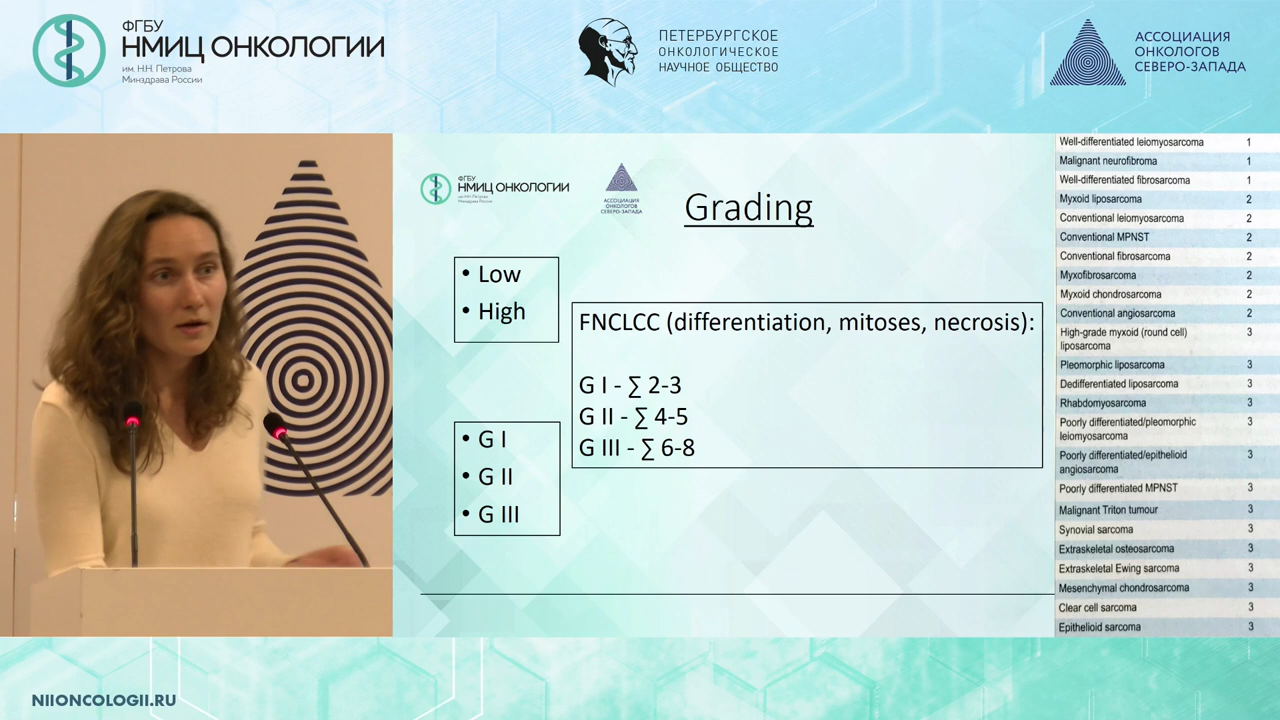 ФГБУ
НМИЦ ОНКОЛОГИИ
им. Н.Н. Петрова
Минздрава России
ПЕТЕРБУРГСКОЕ
ОНКОЛОГИЧЕСКОЕ
НАУЧНОЕ ОБЩЕСТВО
АССОЦИАЦИЯ
ОНКОЛОГОВ
СЕВЕРО-ЗАПАДА
ФГБУ
НМИЦ ОНКОЛОГИИ
им. Н.Н. Петрова
Минздрава России
АССОЦИАЦИЯ
ОНКОЛОГОВ
СЕВЕРО-ЗАПАДА
Grading
• Low
• High
FNCLCC (differentiation, mitoses, necrosis):
G I - ∑ 2-3
G II - ∑ 4-5
G III - ∑ 6-8
• G I
• G II
• G III
Well-differentiated leiomyosarcoma 1
Malignant neurofibroma 1
Well-differentiated fibrosarcoma 1
Myxoid liposarcoma 2
Conventional leiomyosarcoma 2
Conventional MPNST 2
Conventional fibrosarcoma 2
Myxofibrosarcoma 2
Myxoid chondrosarcoma 2
Conventional angiosarcoma 2
High-grade myxoid (round cell) 3
liposarcoma
Pleomorphic liposarcoma 3
Dedifferentiated liposarcoma 3
Rhabdomyosarcoma 3
Poorly differentiated/pleomorphic 3
leiomyosarcoma
Poorly differentiated/epithelioid 3
angiosarcoma
Poorly differentiated MPNST 3
Malignant Triton tumour 3
Synovial sarcoma 3
Extraskeletal osteosarcoma 3
Extraskeletal Ewing sarcoma 3
Mesenchymal chondrosarcoma 3
Clear cell sarcoma 3
Epithelioid sarcoma 3
NIIONCOLOGII.RU